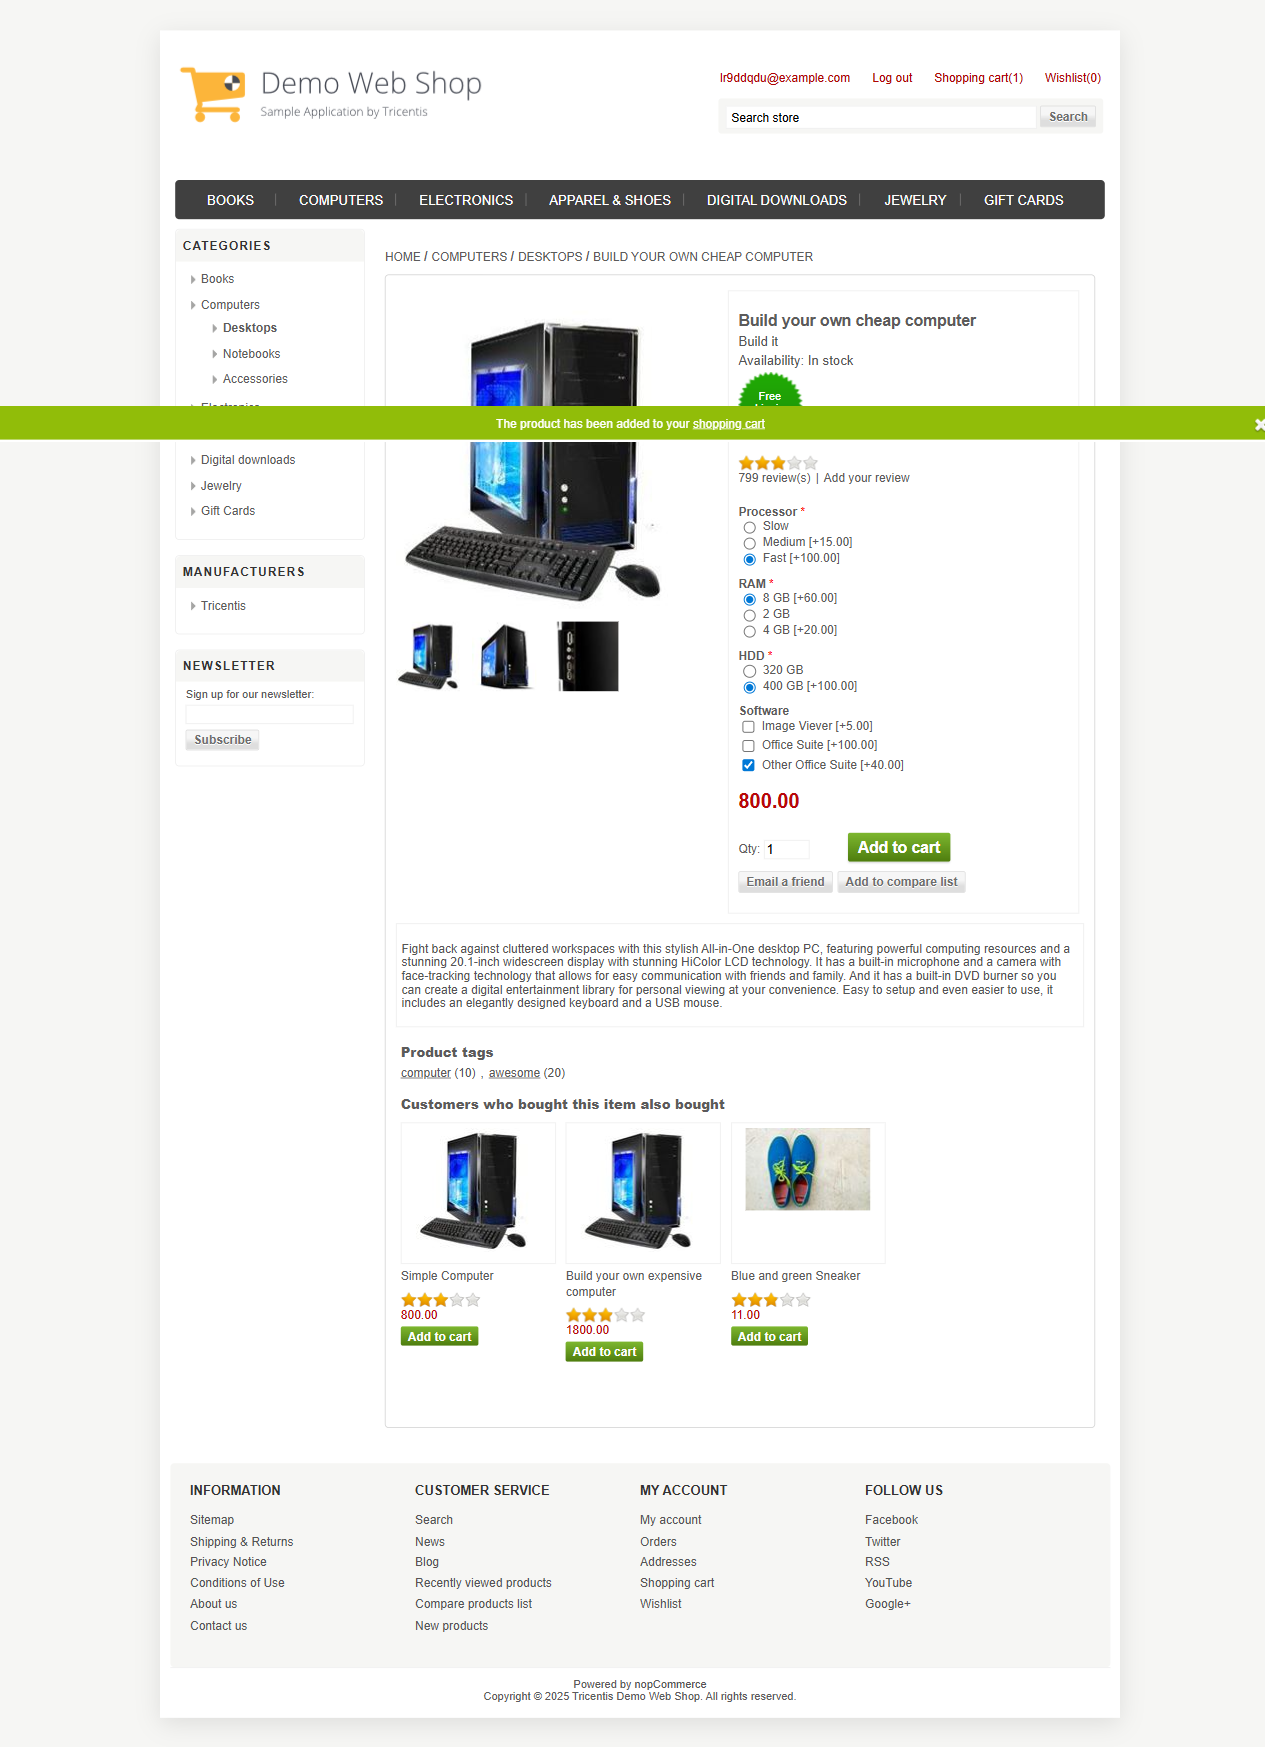 Demo Web Shop
Sample Application by Tricentis
lr9ddqdu@example.com Log out Shopping cart(1) Wishlist(0)
Search store Search
BOOKS COMPUTERS ELECTRONICS APPAREL & SHOES DIGITAL DOWNLOADS JEWELRY GIFT CARDS
CATEGORIES
Books
Computers
Desktops
Notebooks
Accessories
Digital downloads
Jewelry
Gift Cards
MANUFACTURERS
Tricentis
NEWSLETTER
Sign up for our newsletter:
Subscribe
HOME / COMPUTERS / DESKTOPS / BUILD YOUR OWN CHEAP COMPUTER
Build your own cheap computer
Build it
Availability: In stock
Free
The product has been added to your shopping cart
799 review(s) | Add your review
Processor *
Slow
Medium [+15.00]
Fast [+100.00]
RAM *
8 GB [+60.00]
2 GB
4 GB [+20.00]
HDD *
320 GB
400 GB [+100.00]
Software
Image Viever [+5.00]
Office Suite [+100.00]
Other Office Suite [+40.00]
800.00
Qty: 1 Add to cart
Email a friend Add to compare list
Fight back against cluttered workspaces with this stylish All-in-One desktop PC, featuring powerful computing resources and a
stunning 20.1-inch widescreen display with stunning HiColor LCD technology. It has a built-in microphone and a camera with
face-tracking technology that allows for easy communication with friends and family. And it has a built-in DVD burner so you
can create a digital entertainment library for personal viewing at your convenience. Easy to setup and even easier to use, it
includes an elegantly designed keyboard and a USB mouse.
Product tags
computer (10) , awesome (20)
Customers who bought this item also bought
Simple Computer
800.00
Add to cart
Build your own expensive
computer
1800.00
Add to cart
Blue and green Sneaker
11.00
Add to cart
INFORMATION
Sitemap
Shipping & Returns
Privacy Notice
Conditions of Use
About us
Contact us
CUSTOMER SERVICE
Search
News
Blog
Recently viewed products
Compare products list
New products
MY ACCOUNT
My account
Orders
Addresses
Shopping cart
Wishlist
FOLLOW US
Facebook
Twitter
RSS
YouTube
Google+
Powered by nopCommerce
Copyright © 2025 Tricentis Demo Web Shop. All rights reserved.